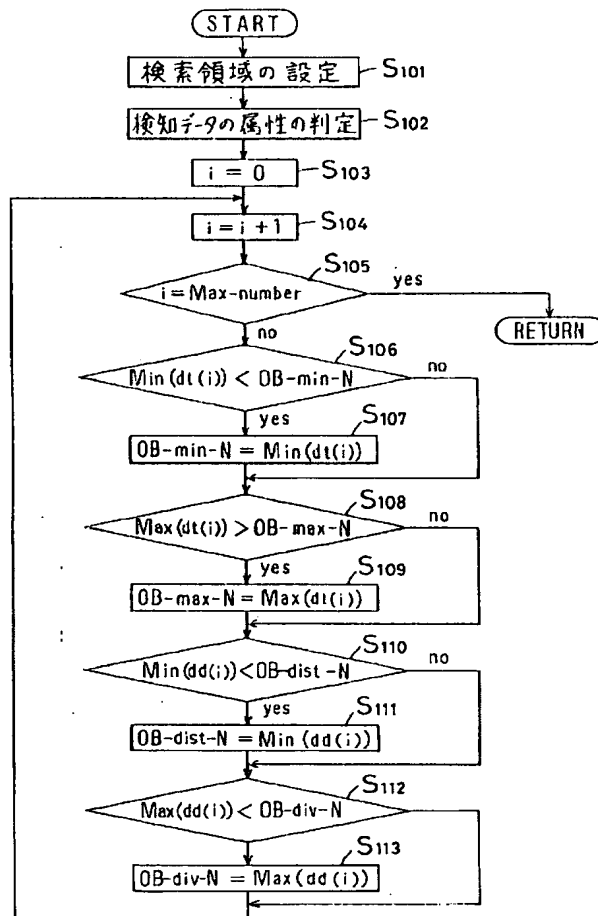 START
検索領域の設定 S101
検知データの属性の判定 S102
i = 0 S103
i = i + 1 S104
S105
i = Max-number yes
RETURN
no
S106
Min(dt(i)) < OB-min-N no
yes S107
OB-min-N = Min(dt(i))
S108
Max(dt(i)) > OB-max-N no
yes S109
OB-max-N = Max(dt(i))
S110
Min(dd(i)) < OB-dist-N no
yes S111
OB-dist-N = Min(dd(i))
S112
Max(dd(i)) < OB-div-N
S113
OB-div-N = Max(dd(i))